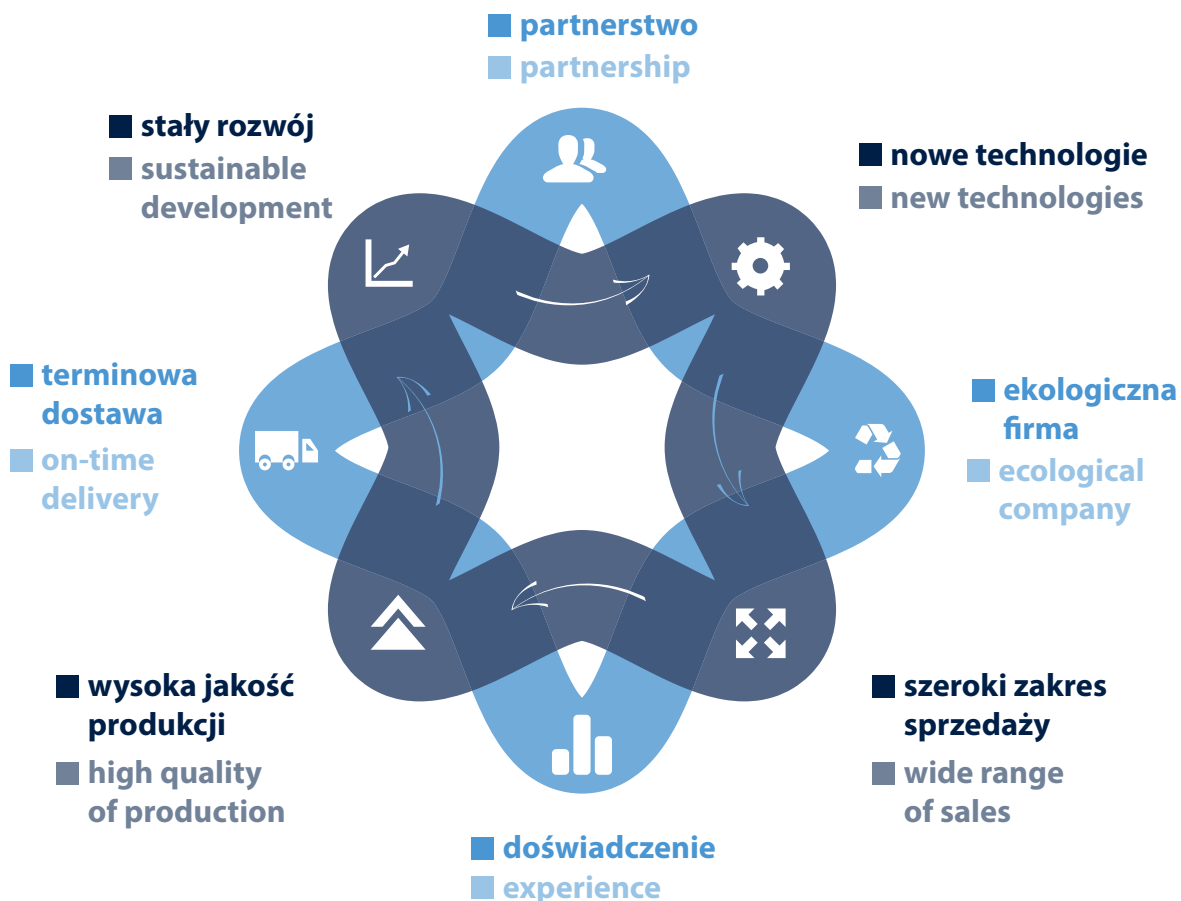 partnerstwo
partnership
stały rozwój
sustainable
development
nowe technologie
new technologies
terminowa
dostawa
on-time
delivery
ekologiczna
firma
ecological
company
wysoka jakość
produkcji
high quality
of production
szeroki zakres
sprzedaży
wide range
of sales
doświadczenie
experience